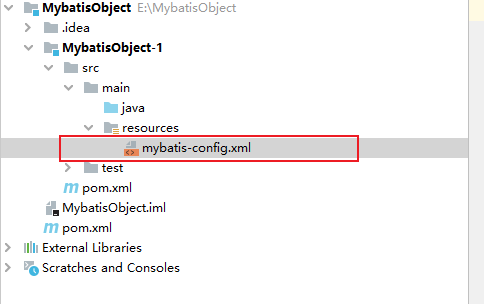 MybatisObject E:\MybatisObject
.idea
MybatisObject-1
src
main
java
resources
mybatis-config.xml
test
pom.xml
MybatisObject.iml
pom.xml
External Libraries
Scratches and Consoles